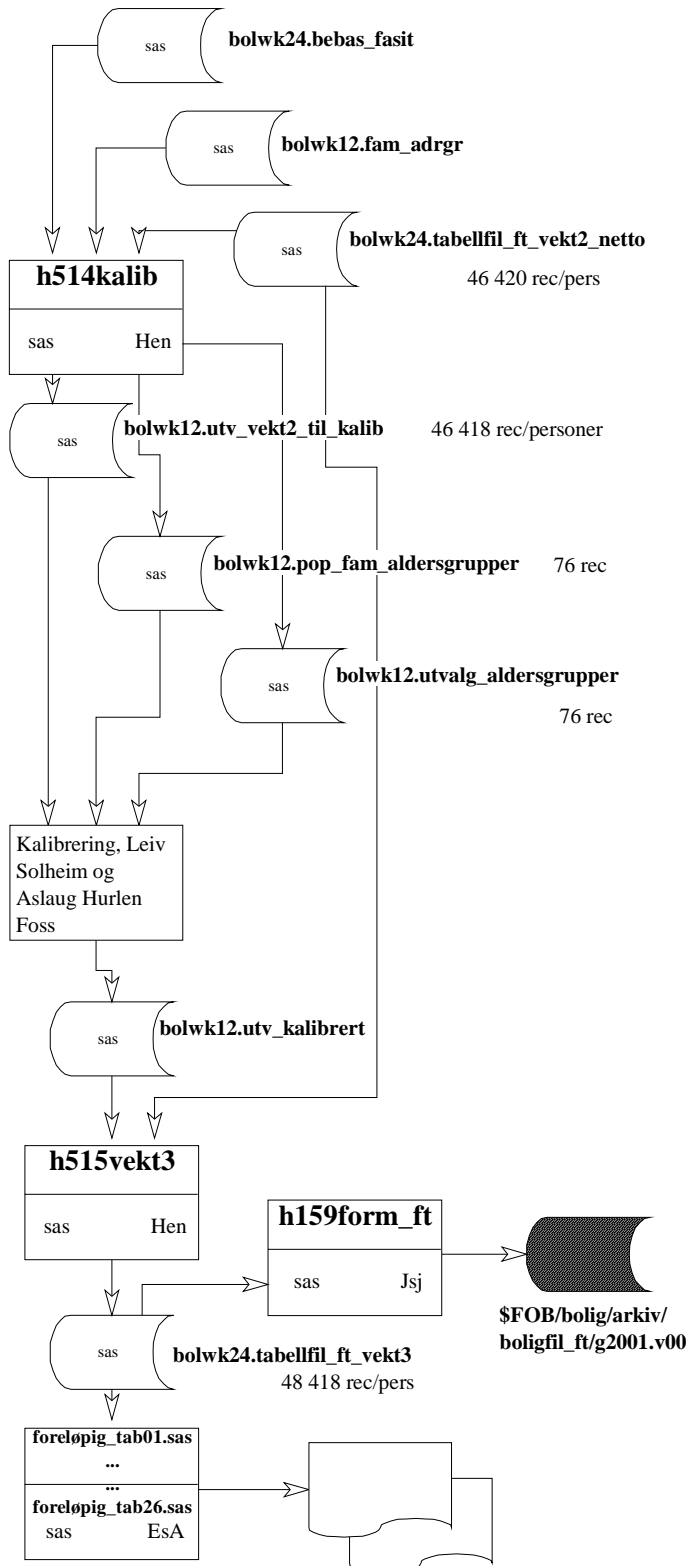 sas
bolwk24.bebas_fasit
sas
bolwk12.fam_adrgr
sas
bolwk24.tabellfil_ft_vekt2_netto
46 420 rec/pers
h514kalib
sas Hen
sas
bolwk12.utv_vekt2_til_kalib
46 418 rec/personer
sas
bolwk12.pop_fam_aldersgrupper
76 rec
sas
bolwk12.utvalg_aldersgrupper
76 rec
Kalibrering, Leiv
Solheim og
Aslaug Hurlen
Foss
sas
bolwk12.utv_kalibrert
h515vekt3
sas Hen
h159form_ft
sas Jsj
$FOB/bolig/arkiv/
boligfil_ft/g2001.v00
sas
bolwk24.tabellfil_ft_vekt3
48 418 rec/pers
foreløpig_tab01.sas
...
...
foreløpig_tab26.sas
sas EsA